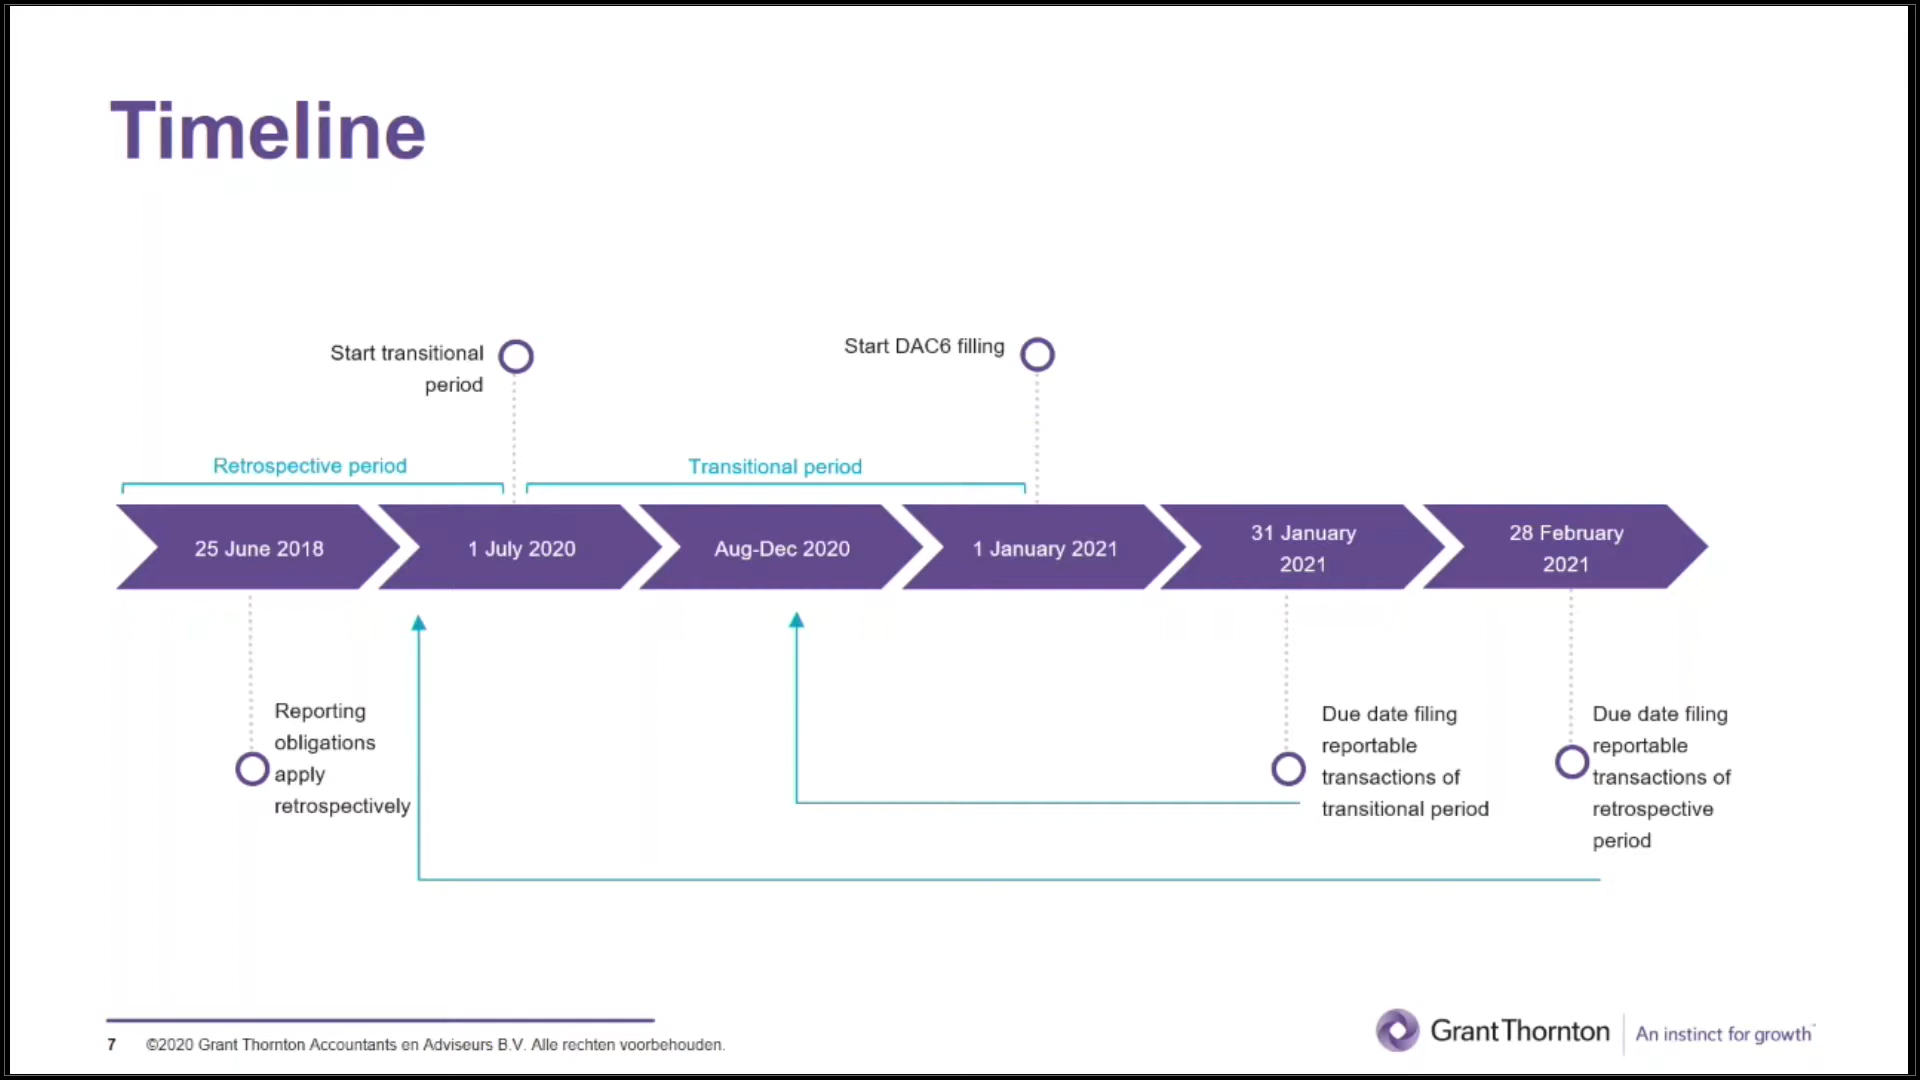 Timeline
Start transitional
period
Start DAC6 filling
Retrospective period
Transitional period
25 June 2018
1 July 2020
Aug-Dec 2020
1 January 2021
31 January
2021
28 February
2021
Reporting
obligations
apply
retrospectively
Due date filing
reportable
transactions of
transitional period
Due date filing
reportable
transactions of
retrospective
period
7 ©2020 Grant Thornton Accountants en Adviseurs B.V. Alle rechten voorbehouden.
Grant Thornton
An instinct for growth™